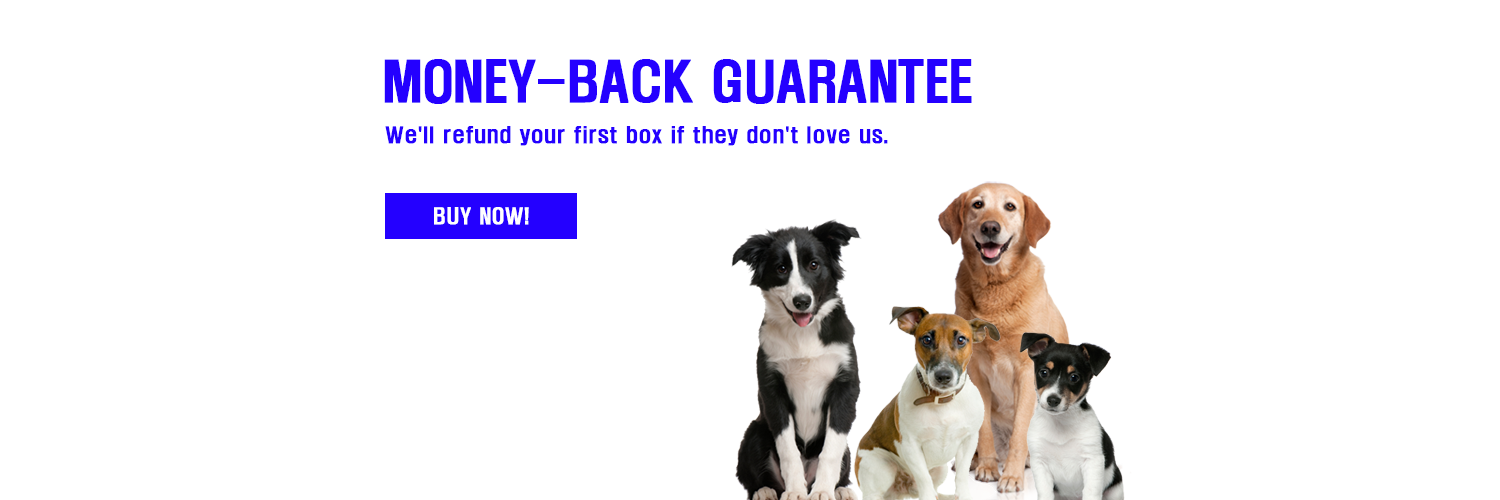 MONEY-BACK GUARANTEE
We'll refund your first box if they don't love us.
BUY NOW!